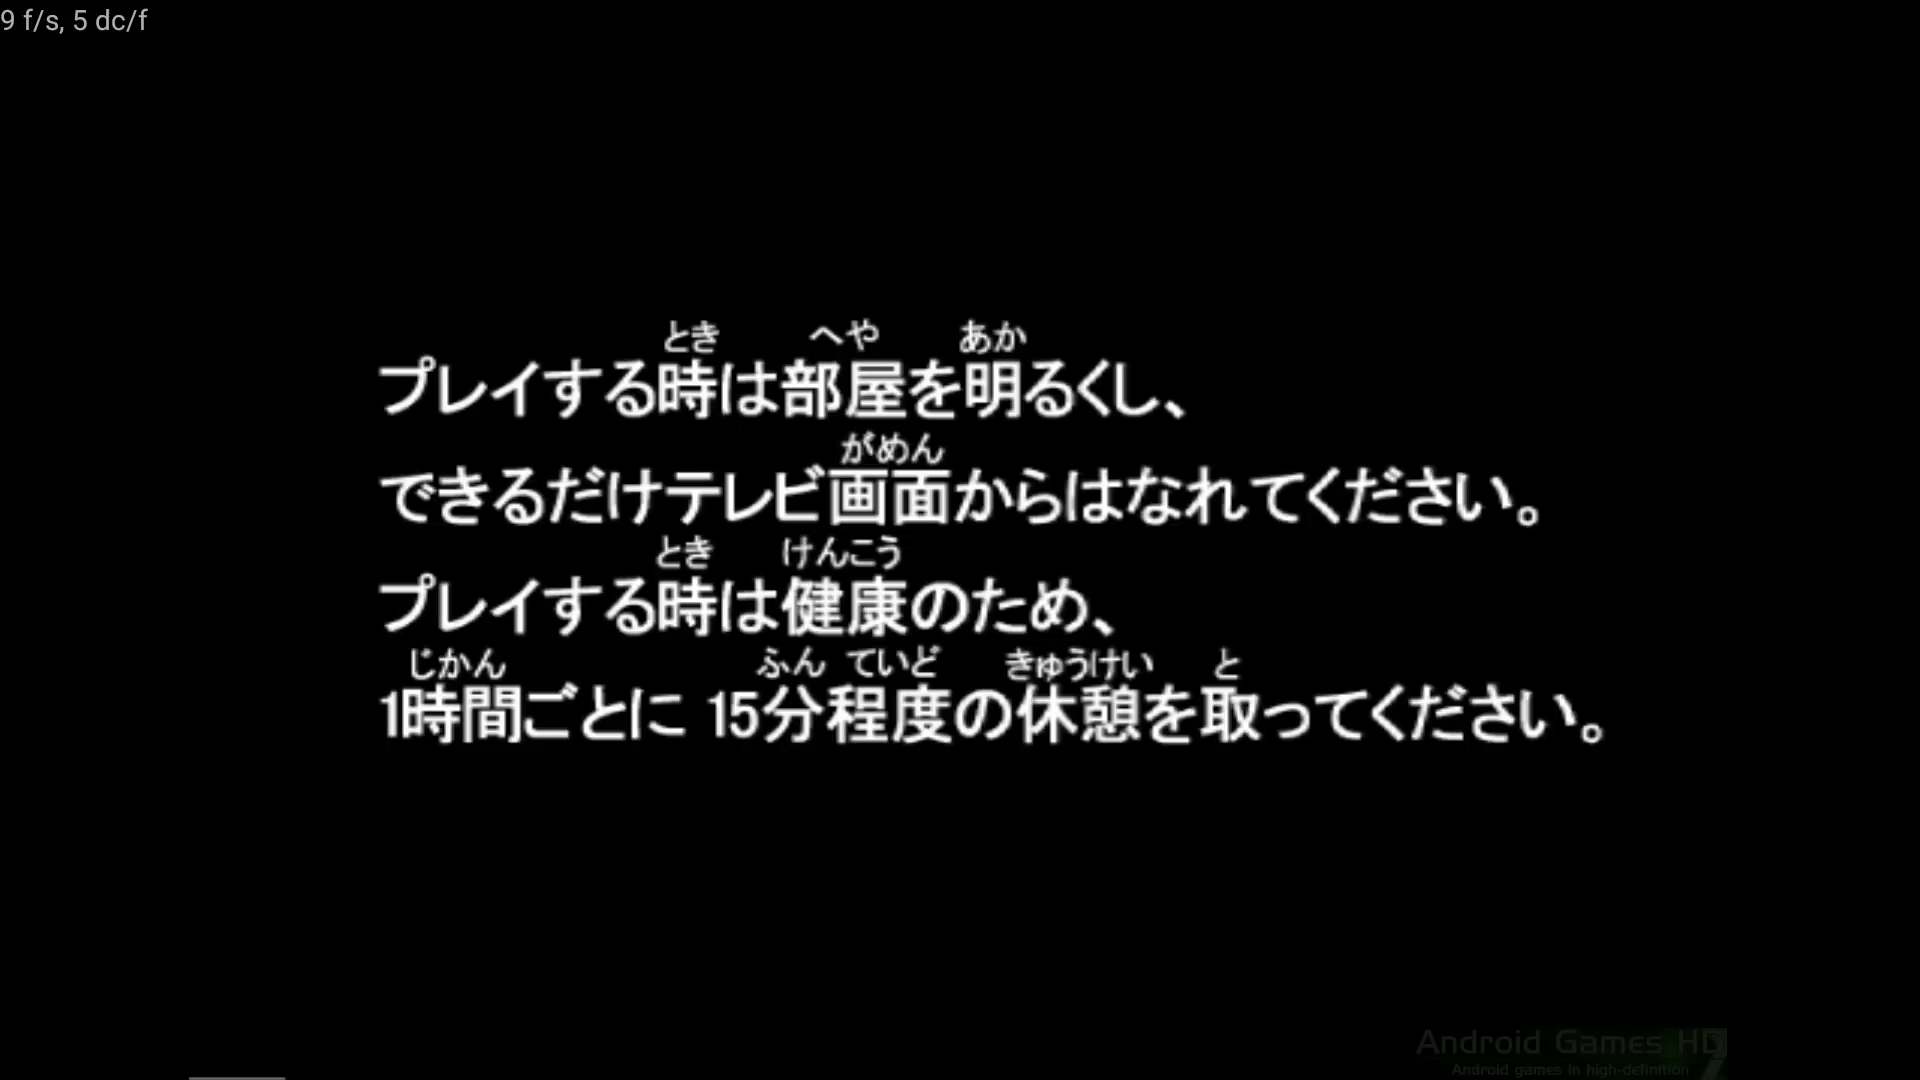 9 f/s, 5 dc/f
とき へや あか
プレイする時は部屋を明るくし、
がめん
できるだけテレビ画面からはなれてください。
とき けんこう
プレイする時は健康のため、
じかん ふん ていど きゅうけい と
1時間ごとに 15分程度の休憩を取ってください。
Android Games HD
Android games in high-definition